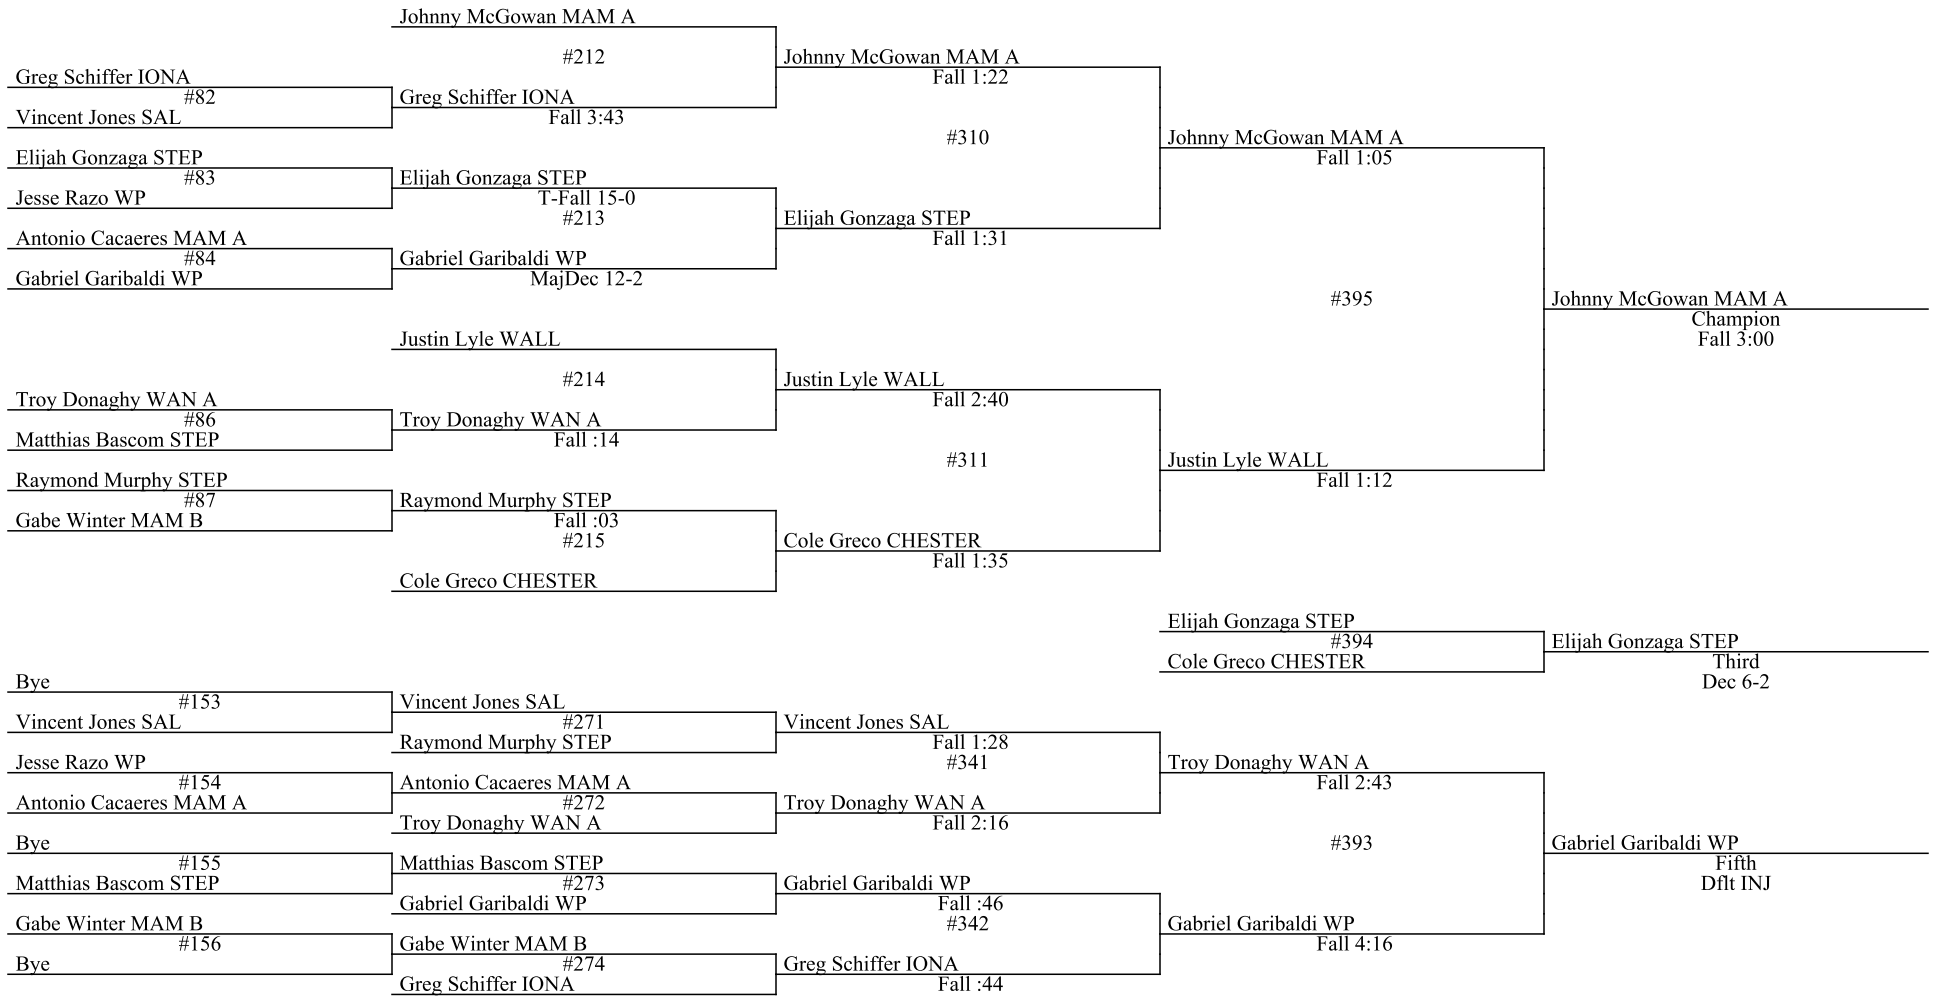 Johnny McGowan MAM A
#212
Johnny McGowan MAM A
Fall 1:22
Greg Schiffer IONA
#82
Vincent Jones SAL
Greg Schiffer IONA
Fall 3:43
#310
Johnny McGowan MAM A
Fall 1:05
Elijah Gonzaga STEP
#83
Jesse Razo WP
Elijah Gonzaga STEP
T-Fall 15-0
#213
Elijah Gonzaga STEP
Fall 1:31
Antonio Cacaeres MAM A
#84
Gabriel Garibaldi WP
Gabriel Garibaldi WP
MajDec 12-2
#395
Johnny McGowan MAM A
Champion
Fall 3:00
Justin Lyle WALL
#214
Justin Lyle WALL
Fall 2:40
Troy Donaghy WAN A
#86
Matthias Bascom STEP
Troy Donaghy WAN A
Fall :14
#311
Justin Lyle WALL
Fall 1:12
Raymond Murphy STEP
#87
Gabe Winter MAM B
Raymond Murphy STEP
Fall :03
#215
Cole Greco CHESTER
Fall 1:35
Cole Greco CHESTER
Elijah Gonzaga STEP
#394
Cole Greco CHESTER
Elijah Gonzaga STEP
Third
Dec 6-2
Bye
#153
Vincent Jones SAL
Vincent Jones SAL
#271
Raymond Murphy STEP
Vincent Jones SAL
Fall 1:28
#341
Jesse Razo WP
#154
Antonio Cacaeres MAM A
Antonio Cacaeres MAM A
#272
Troy Donaghy WAN A
Troy Donaghy WAN A
Fall 2:16
Troy Donaghy WAN A
Fall 2:43
#393
Gabriel Garibaldi WP
Fifth
Dflt INJ
Bye
#155
Matthias Bascom STEP
Matthias Bascom STEP
#273
Gabriel Garibaldi WP
Gabriel Garibaldi WP
Fall :46
#342
Gabriel Garibaldi WP
Fall 4:16
Gabe Winter MAM B
#156
Bye
Gabe Winter MAM B
#274
Greg Schiffer IONA
Greg Schiffer IONA
Fall :44